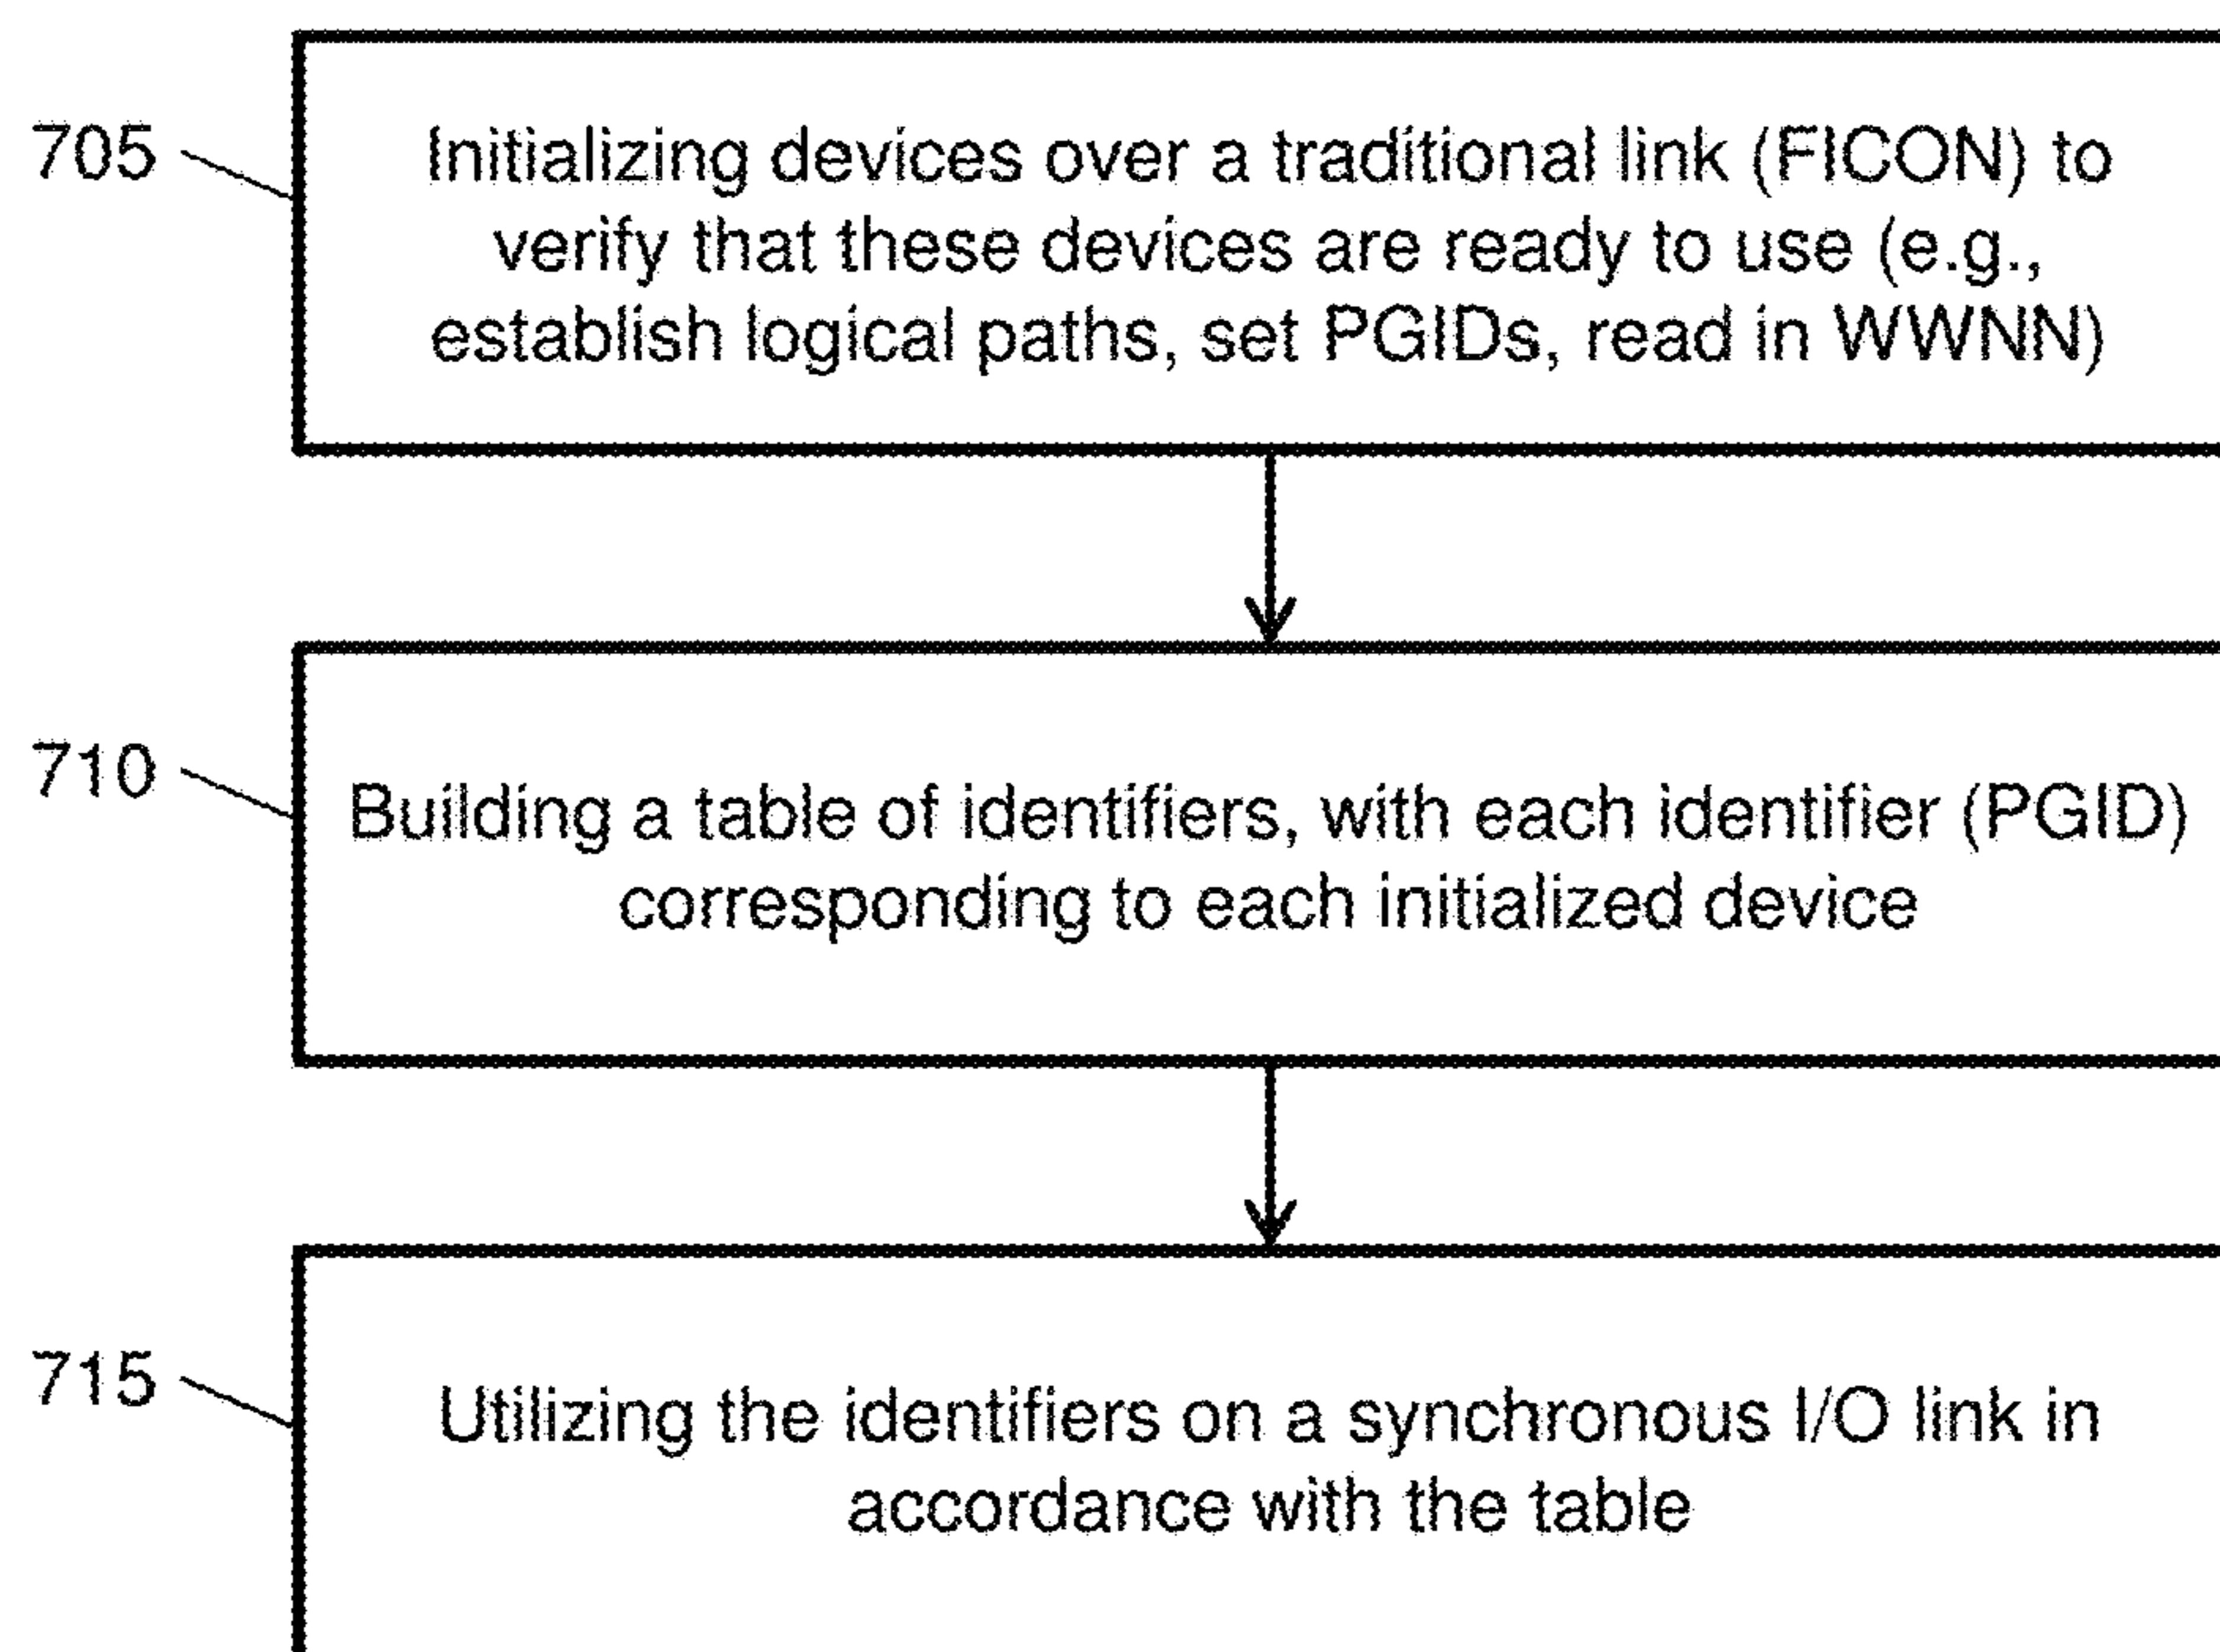 705
Initializing devices over a traditional link (FICON) to
verify that these devices are ready to use (e.g.,
establish logical paths, set PGIDs, read in WWNN)
710
Building a table of identifiers, with each identifier (PGID)
corresponding to each initialized device
715
Utilizing the identifiers on a synchronous I/O link in
accordance with the table